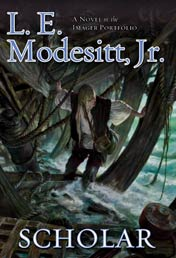 L. E.
A NOVEL in the
IMAGER PORTFOLIO
Modesitt, Jr.
SCHOLAR